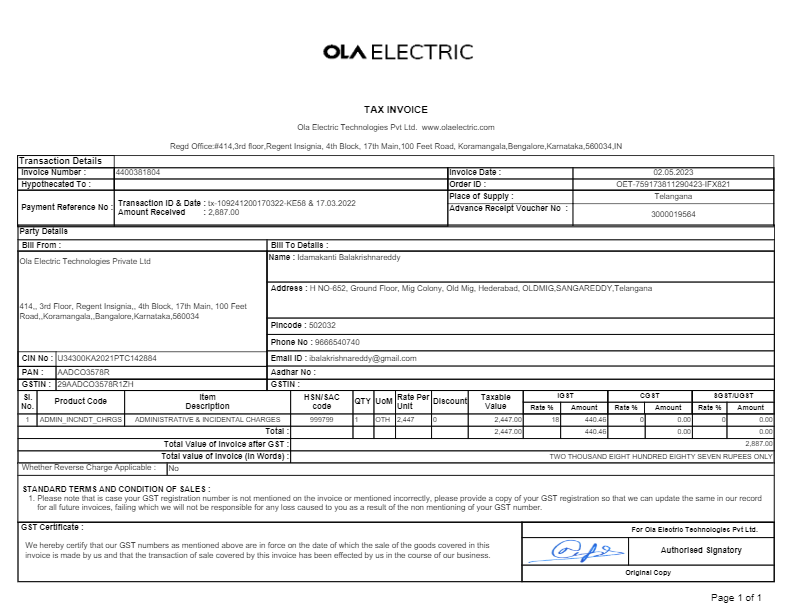 OLA ELECTRIC
TAX INVOICE
Ola Electric Technologies Pvt Ltd. www.olaelectric.com
Regd Office:#414,3rd floor,Regent Insignia, 4th Block, 17th Main,100 Feet Road, Koramangala,Bangalore,Karnataka,560034,IN
Transaction Details
Invoice Number : 4400381804 Invoice Date : 02.05.2023
Hypothecated To : Order ID : OET-759173811290423-IFX821
Payment Reference No : Transaction ID & Date : tx-109241200170322-KE58 & 17.03.2022
Amount Received : 2,887.00
Place of Supply : Telangana
Advance Receipt Voucher No : 3000019564
Party Details
Bill From : Bill To Details :
Ola Electric Technologies Private Ltd
414,, 3rd Floor, Regent Insignia,, 4th Block, 17th Main, 100 Feet
Road,,Koramangala,,Bangalore,Karnataka,560034
Name : Idamakanti Balakrishnareddy
Address : H NO-652, Ground Floor, Mig Colony, Old Mig, Hederabad, OLDMIG,SANGAREDDY,Telangana
Pincode : 502032
Phone No : 9666540740
CIN No : U34300KA2021PTC142884 Email ID : ibalakrishnareddy@gmail.com
PAN : AADCO3578R Aadhar No :
GSTIN : 29AADCO3578R1ZH GSTIN :
Sl. No. Product Code Item Description HSN/SAC code QTY UoM Rate Per Unit Discount Taxable Value IGST CGST SGST/UGST
Rate % Amount Rate % Amount Rate % Amount
1 ADMIN_INCNDT_CHRGS ADMINISTRATIVE & INCIDENTAL CHARGES 999799 1 OTH 2,447 0 2,447.00 18 440.46 0 0.00 0 0.00
Total : 2,447.00 440.46 0.00 0.00
Total Value of Invoice after GST : 2,887.00
Total value of Invoice (in Words) : TWO THOUSAND EIGHT HUNDRED EIGHTY SEVEN RUPEES ONLY
Whether Reverse Charge Applicable : No
STANDARD TERMS AND CONDITION OF SALES :
1. Please note that is case your GST registration number is not mentioned on the invoice or mentioned incorrectly, please provide a copy of your GST registration so that we can update the same in our record
for all future invoices, failing which we will not be responsible for any loss caused to you as a result of the non mentioning of your GST number.
GST Certificate :
We hereby certify that our GST numbers as mentioned above are in force on the date of which the sale of the goods covered in this
invoice is made by us and that the transaction of sale covered by this invoice has been effected by us in the course of our business.
For Ola Electric Technologies Pvt Ltd.
Authorised Signatory
Original Copy
Page 1 of 1